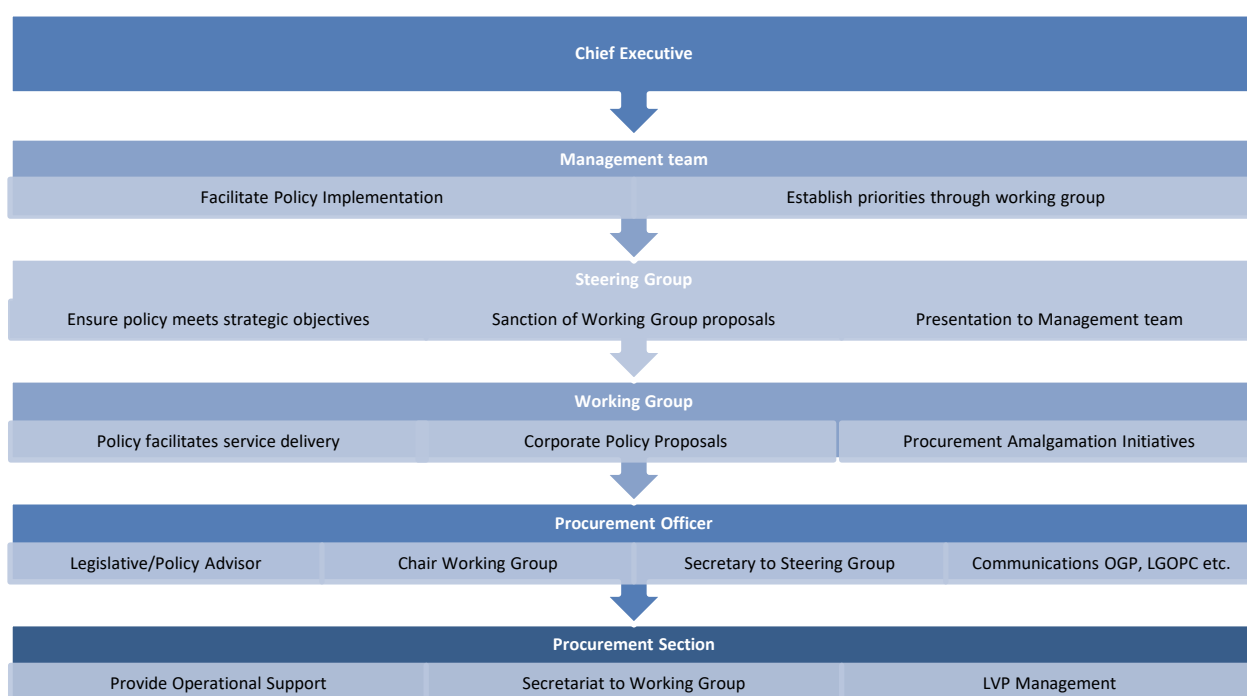 Chief Executive
Management team
Facilitate Policy Implementation
Establish priorities through working group
Steering Group
Ensure policy meets strategic objectives
Sanction of Working Group proposals
Presentation to Management team
Working Group
Policy facilitates service delivery
Corporate Policy Proposals
Procurement Amalgamation Initiatives
Procurement Officer
Legislative/Policy Advisor
Chair Working Group
Secretary to Steering Group
Communications OGP, LGOPC etc.
Procurement Section
Provide Operational Support
Secretariat to Working Group
LVP Management